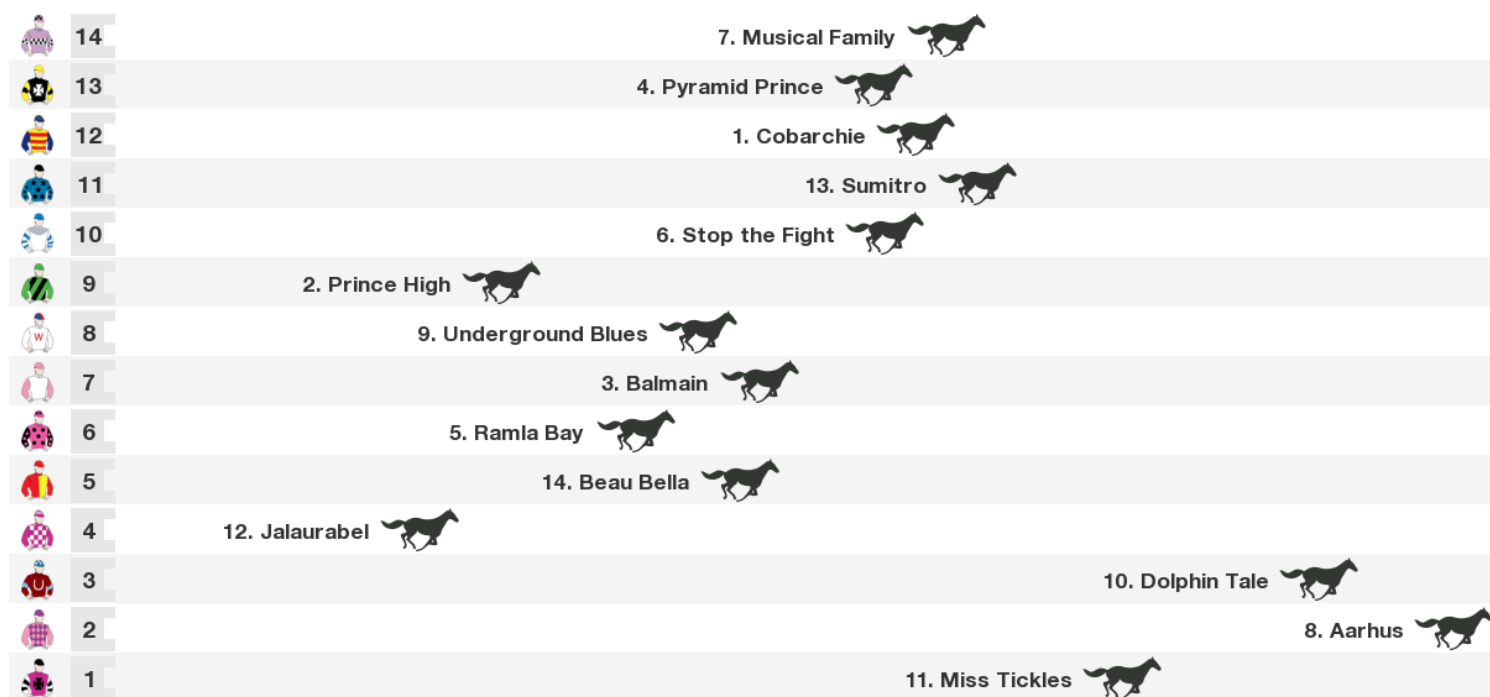 14 7. Musical Family
13 4. Pyramid Prince
12 1. Cobarchie
11 13. Sumitro
10 6. Stop the Fight
9 2. Prince High
W 8 9. Underground Blues
7 3. Balmain
6 5. Ramla Bay
5 14. Beau Bella
4 12. Jalaurabel
U 3 10. Dolphin Tale
2 8. Aarhus
1 11. Miss Tickles